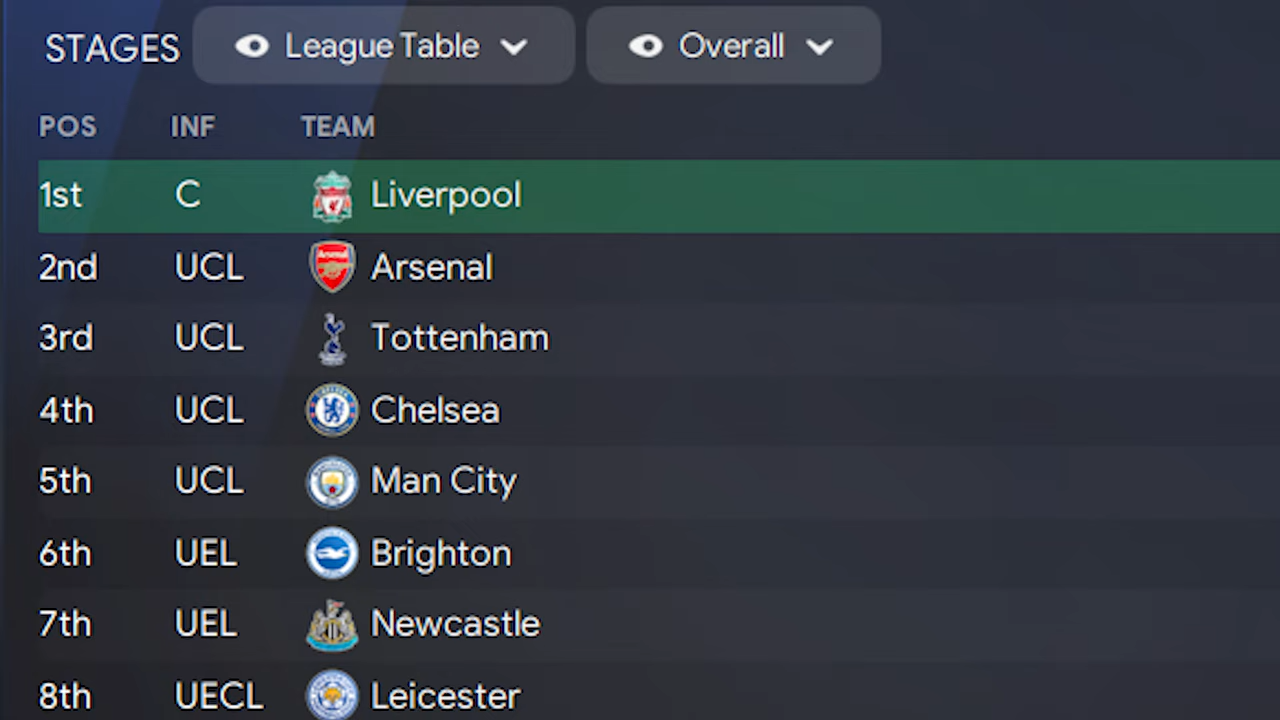 STAGES League Table Overall
POS INF TEAM
1st C Liverpool
2nd UCL Arsenal
3rd UCL Tottenham
4th UCL Chelsea
5th UCL Man City
6th UEL Brighton
7th UEL Newcastle
8th UECL Leicester